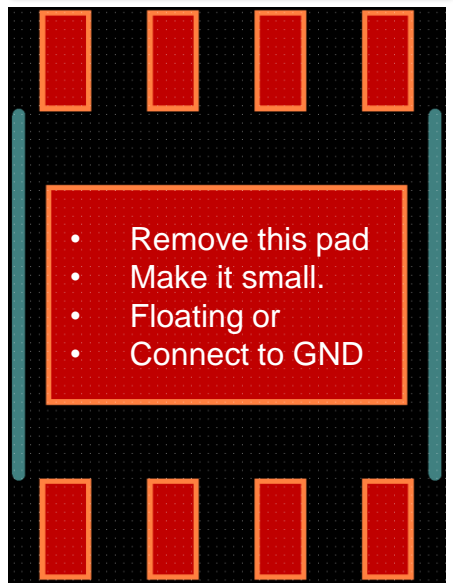 • Remove this pad
• Make it small.
• Floating or
• Connect to GND